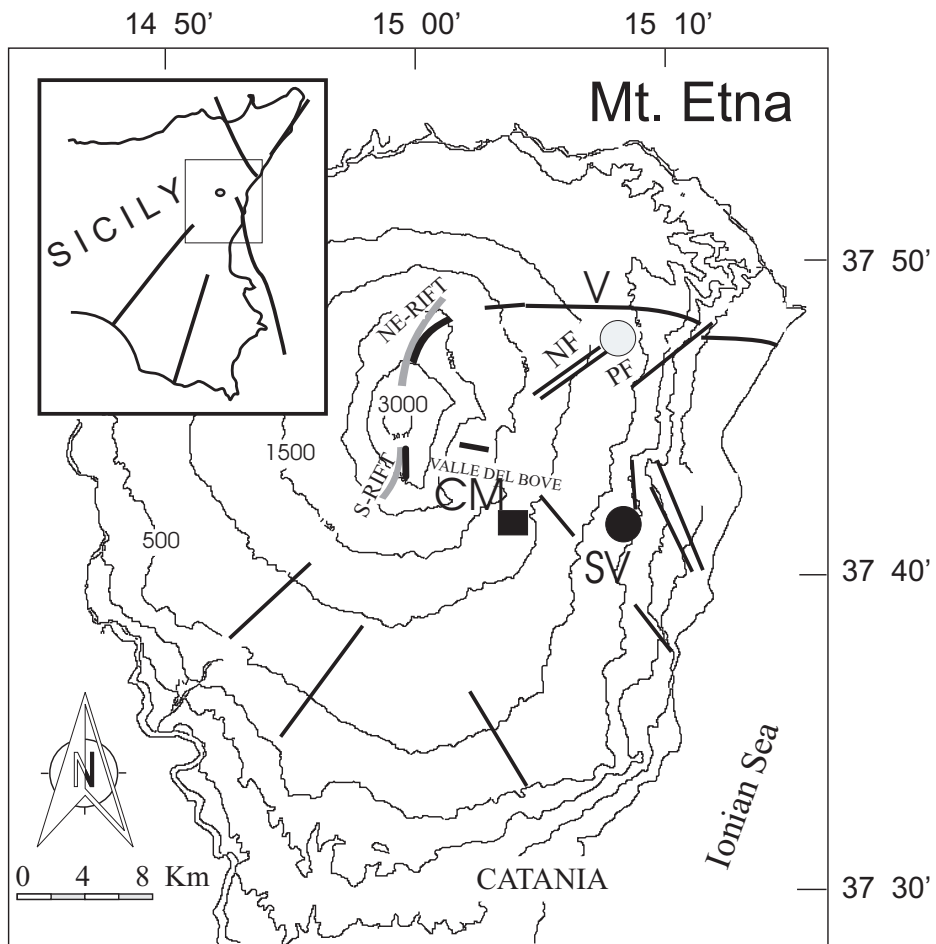 14 50’ 15 00’ 15 10’
Mt. Etna
SICILY
37 50’
V
NE-RIFT
NF
PF
3000
1500
VALLE DEL BOVE
S-RIFT
CM
500
SV
37 40’
N
Ionian Sea
0 4 8 Km
CATANIA
37 30’